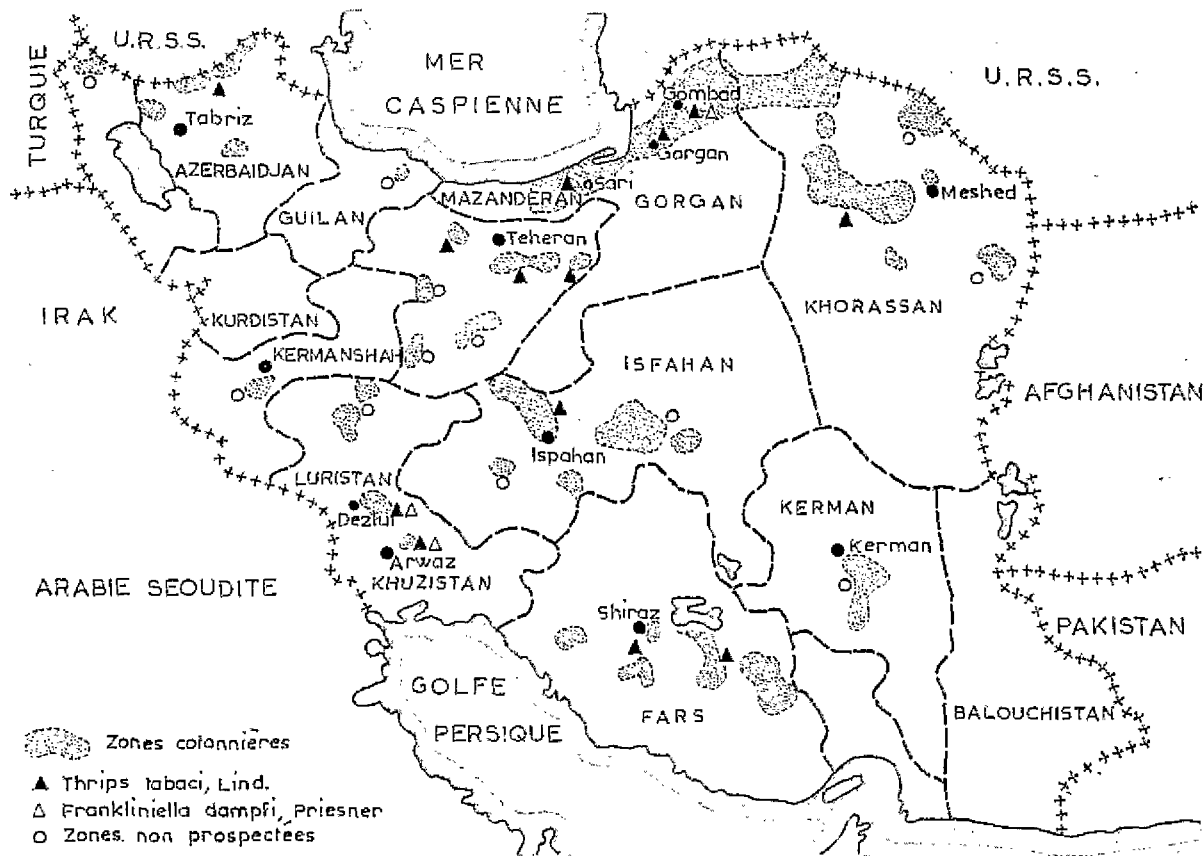 U.R.S.S.
TURQUIE
MER
CASPIENNE
U.R.S.S.
Tabriz
AZERBAIDJAN
Gombad
Gorgan
GUILAN
MAZANDERAN
Sari
GORGAN
Meshed
Teheran
IRAK
KURDISTAN
KHORASSAN
KERMANSHAH
ISFAHAN
AFGHANISTAN
Ispahan
LURISTAN
Dezful
KERMAN
Kerman
Arwaz
KHUZISTAN
ARABIE SEOUDITE
Shiraz
PAKISTAN
GOLFE
PERSIQUE
FARS
BALOUCHISTAN
Zones cotonnières
Thrips tabaci, Lind.
Frankliniella dampfi, Priesner
Zones non prospectées